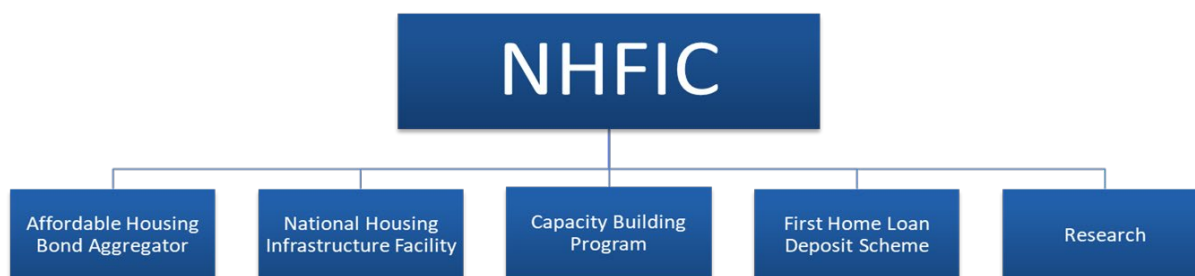 NHFIC
Affordable Housing
Bond Aggregator
National Housing
Infrastructure Facility
Capacity Building
Program
First Home Loan
Deposit Scheme
Research